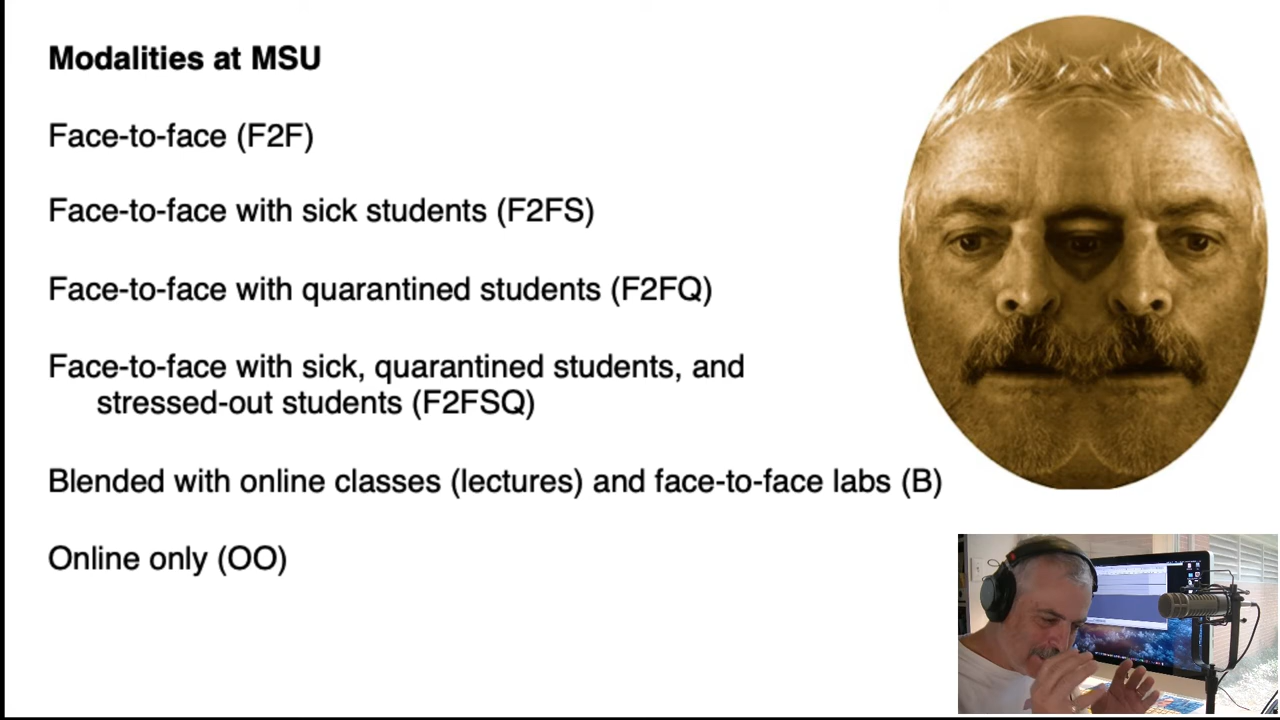 Modalities at MSU
Face-to-face (F2F)
Face-to-face with sick students (F2FS)
Face-to-face with quarantined students (F2FQ)
Face-to-face with sick, quarantined students, and
stressed-out students (F2FSQ)
Blended with online classes (lectures) and face-to-face labs (B)
Online only (OO)